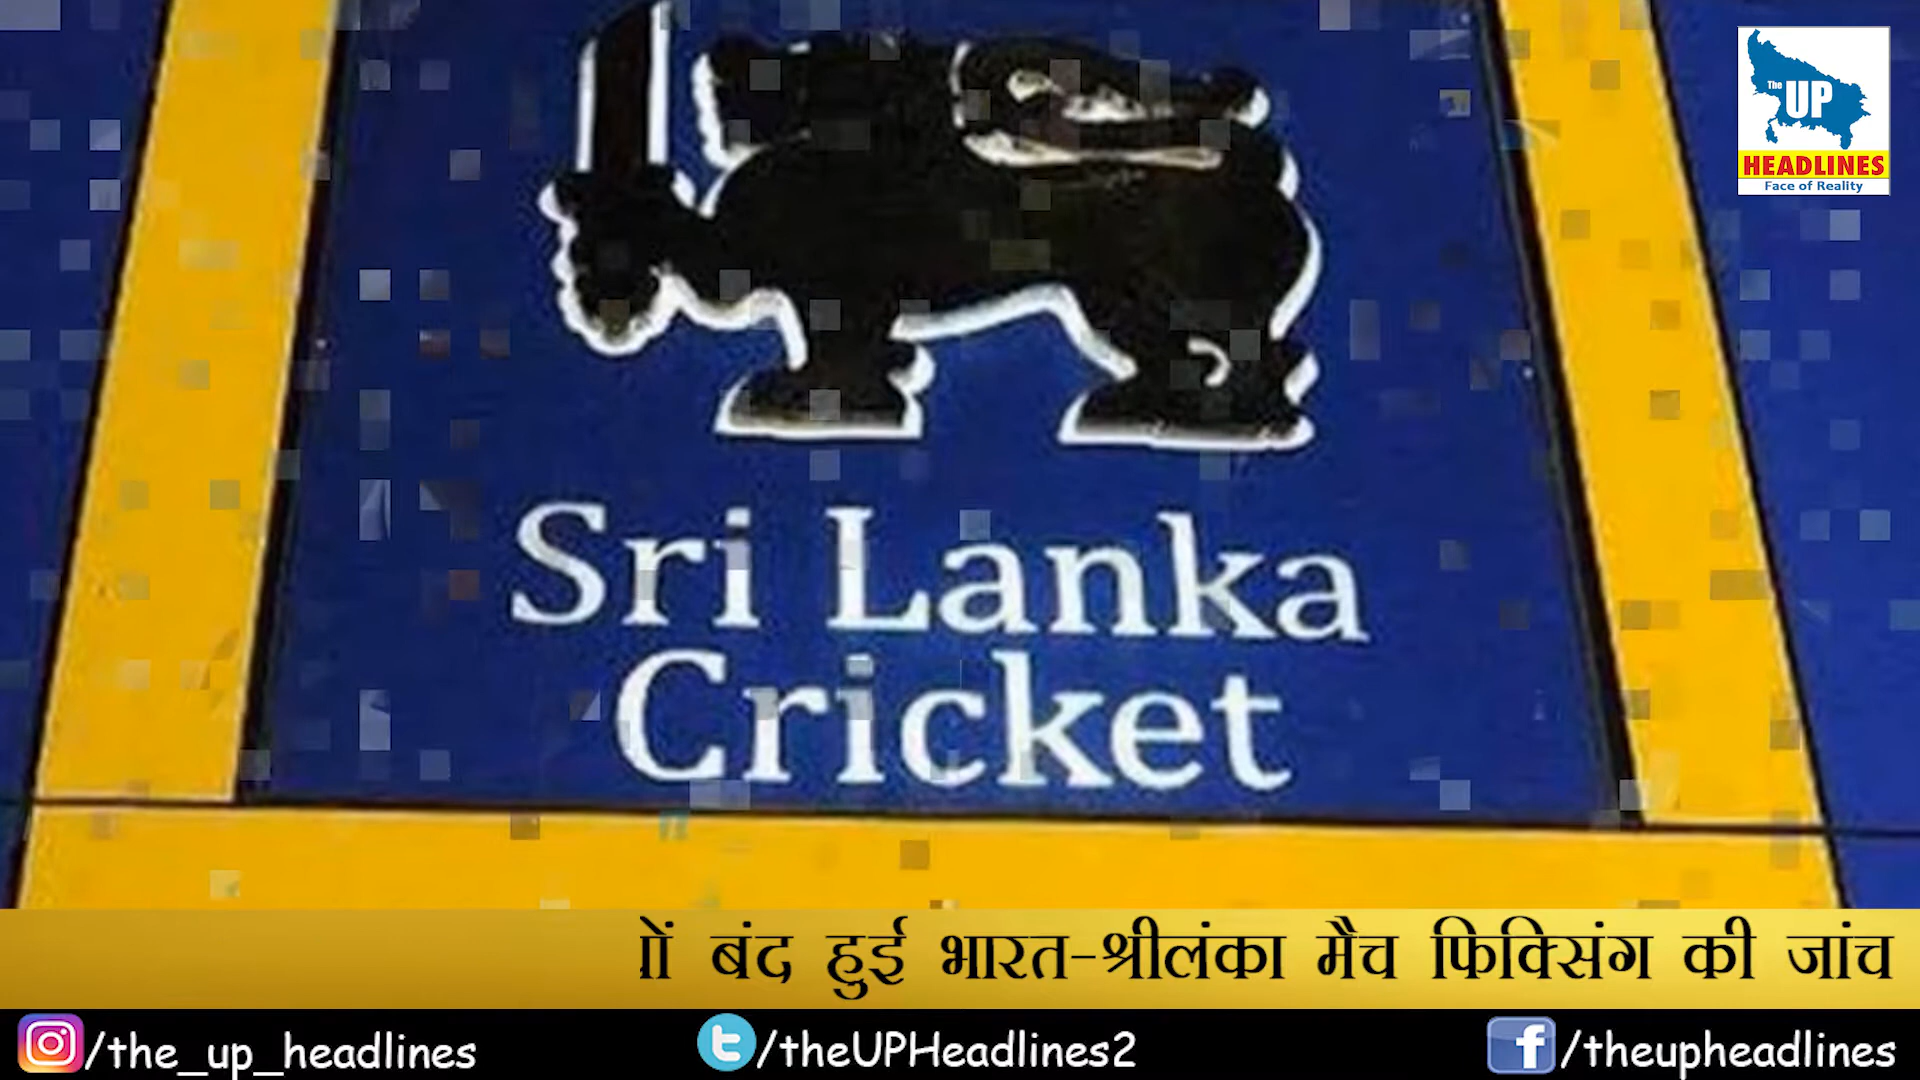 The
UP
HEADLINES
Face of Reality
Sri Lanka
Cricket
बंद हुई भारत-श्रीलंका मैच फिक्सिंग की जांच
/the_up_headlines
/theUPHeadlines2
/theupheadlines